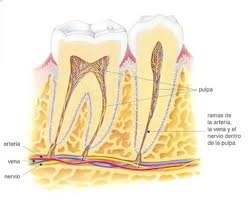 pulpa
ramas de
la arteria,
la vena y el
nervio dentro
de la pulpa
arteria
vena
nervio